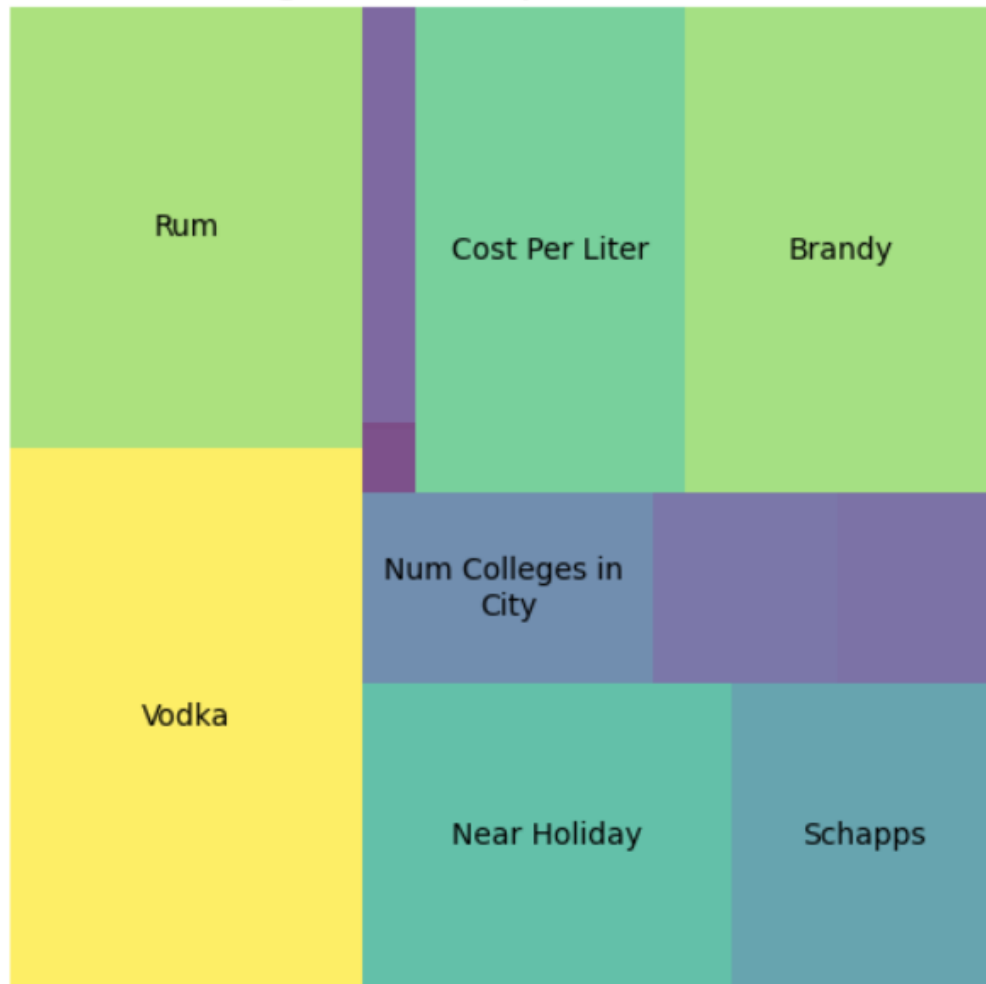 Rum
Cost Per Liter
Brandy
Num Colleges in
City
Vodka
Near Holiday
Schapps